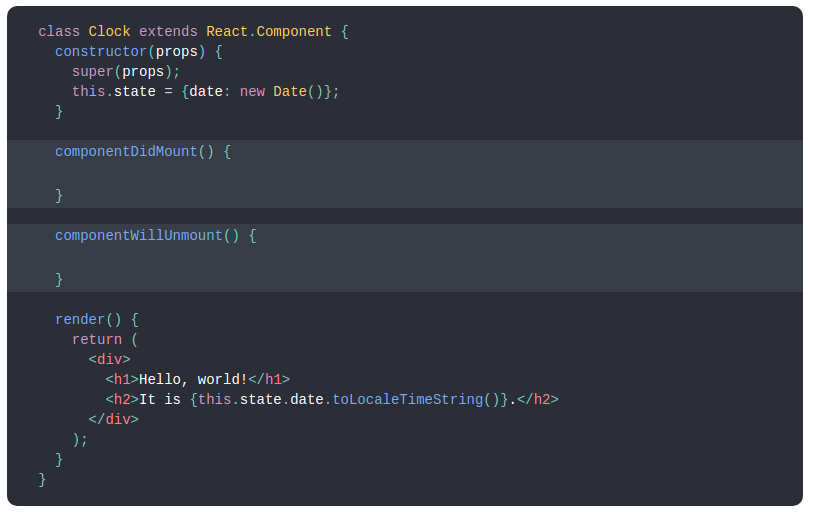 class Clock extends React.Component {
  constructor(props) {
    super(props);
    this.state = {date: new Date()};
  }

  componentDidMount() {

  }

  componentWillUnmount() {

  }

  render() {
    return (
      <div>
        <h1>Hello, world!</h1>
        <h2>It is {this.state.date.toLocaleTimeString()}.</h2>
      </div>
    );
  }
}